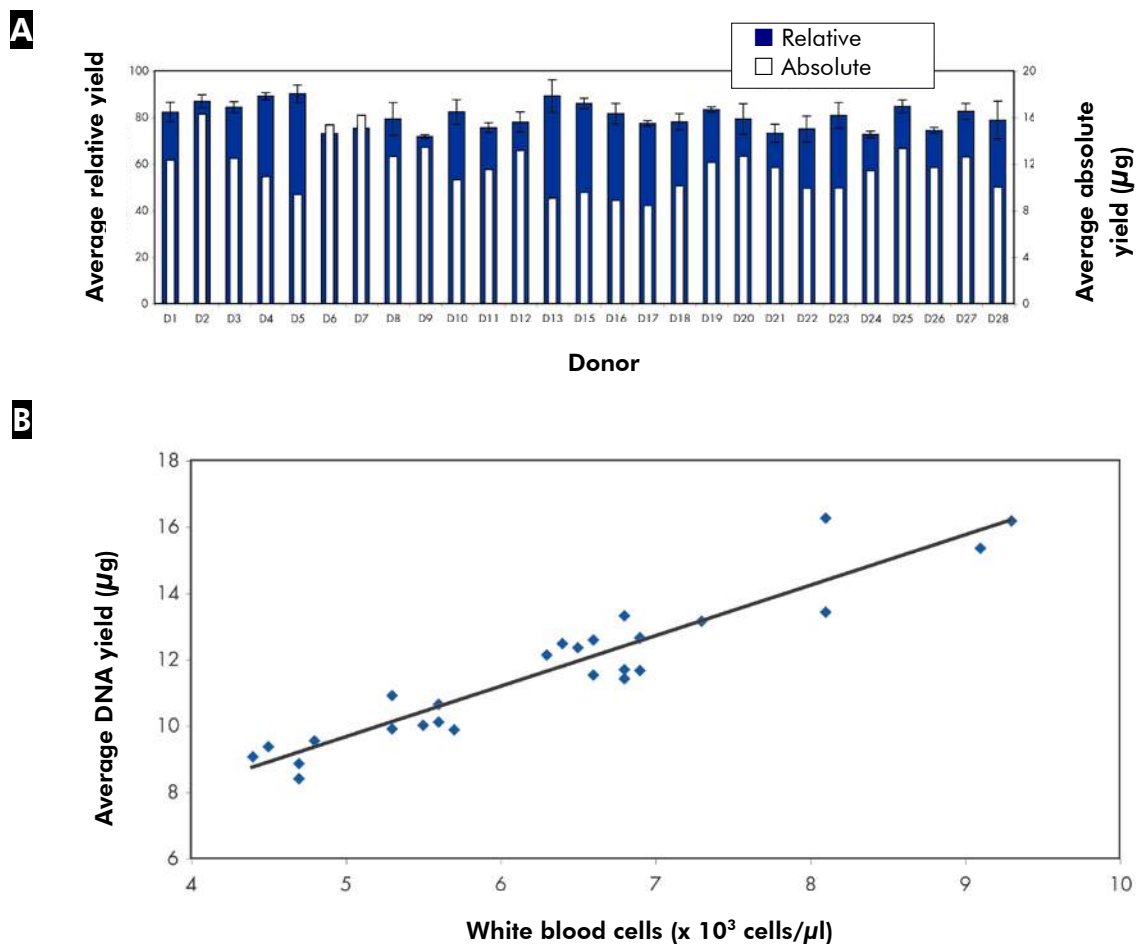 A
Relative
Absolute
Average relative yield
100
80
60
40
20
0
20
16
12
8
4
0
Average absolute
yield (µg)
D1 D2 D3 D4 D5 D6 D7 D8 D9 D10 D11 D12 D13 D15 D16 D17 D18 D19 D20 D21 D22 D23 D24 D25 D26 D27 D28
Donor
B
Average DNA yield (µg)
18
16
14
12
10
8
6
4 5 6 7 8 9 10
White blood cells (x 10³ cells/µl)